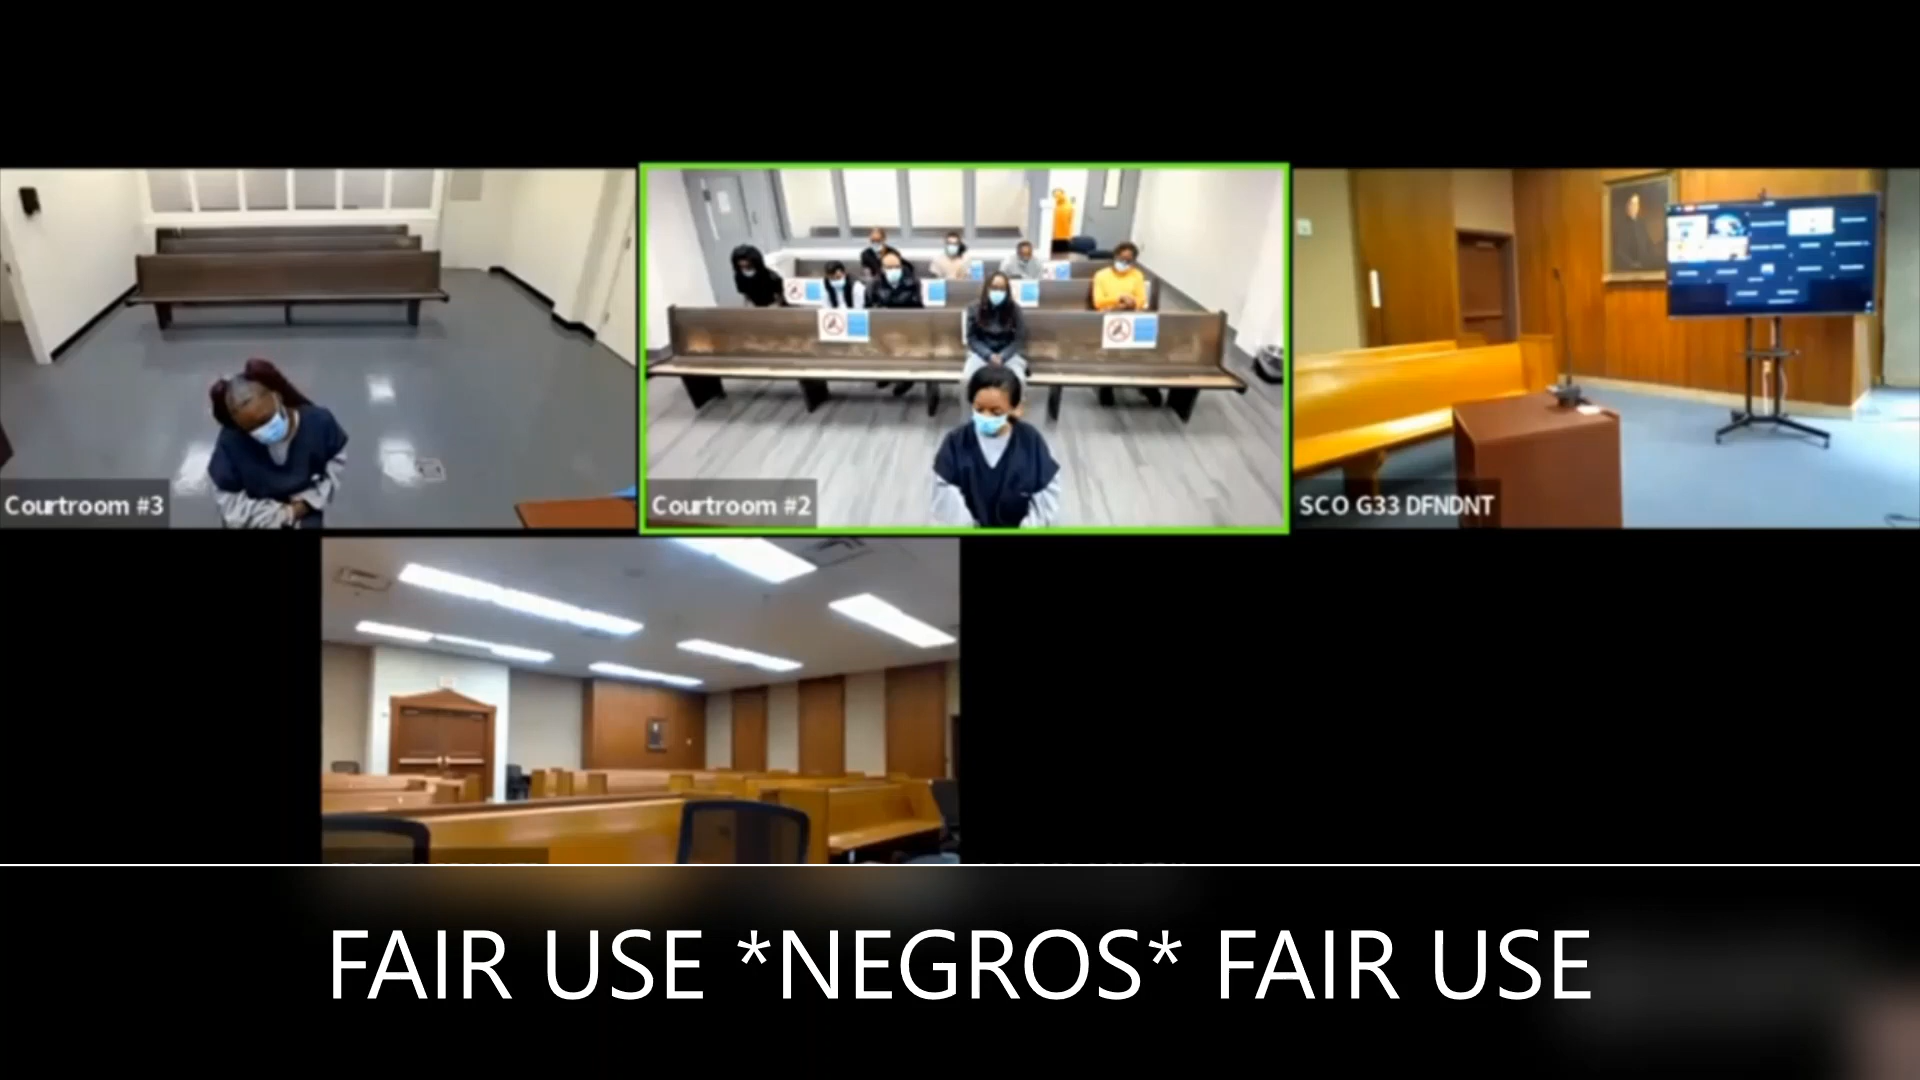 Courtroom #3
Courtroom #2
SCO G33 DFNDNT
FAIR USE *NEGROS* FAIR USE